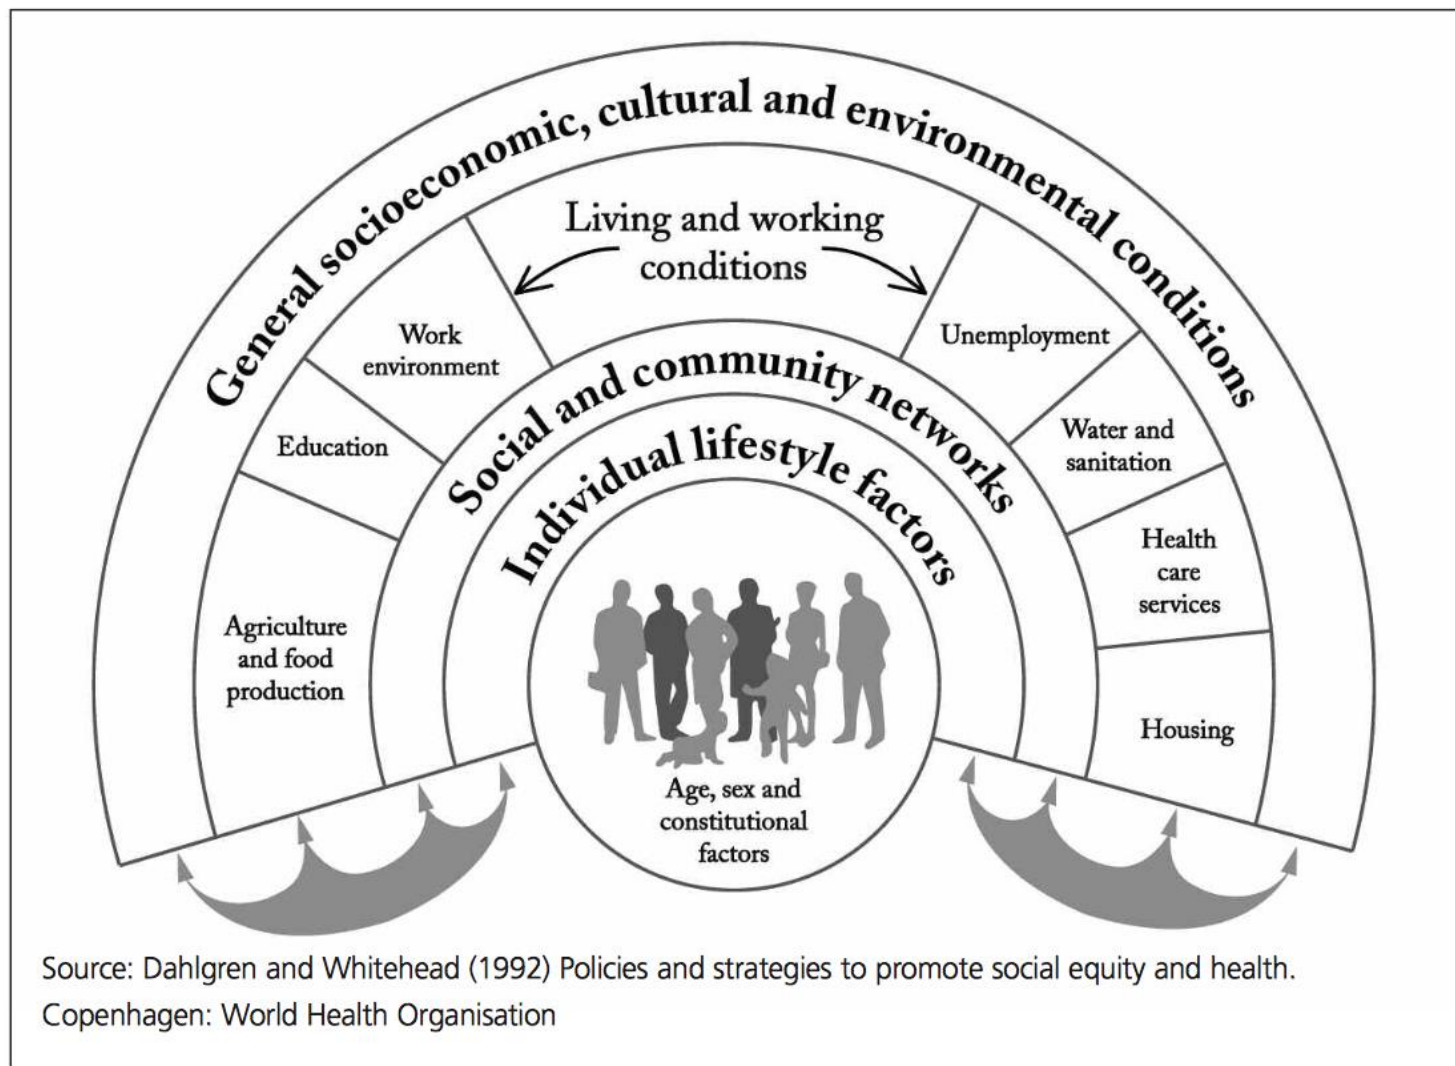 General socioeconomic, cultural and environmental conditions
Living and working
conditions
Work
environment
Unemployment
Education
Water and
sanitation
Agriculture
and food
production
Health
care
services
Housing
Social and community networks
Individual lifestyle factors
Age, sex and
constitutional
factors
Source: Dahlgren and Whitehead (1992) Policies and strategies to promote social equity and health.
Copenhagen: World Health Organisation